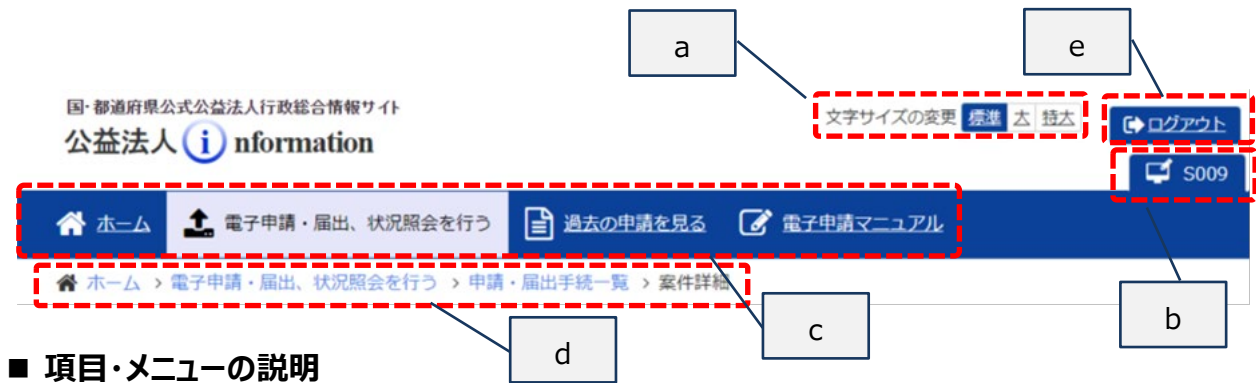 a
e
国・都道府県公式公益法人行政総合情報サイト
公益法人 i nformation
文字サイズの変更 標準 大 特大
ログアウト
S009
ホーム 電子申請・届出、状況照会を行う 過去の申請を見る 電子申請マニュアル
ホーム > 電子申請・届出、状況照会を行う > 申請・届出手続一覧 > 案件詳細
d
c
b
■ 項目・メニューの説明